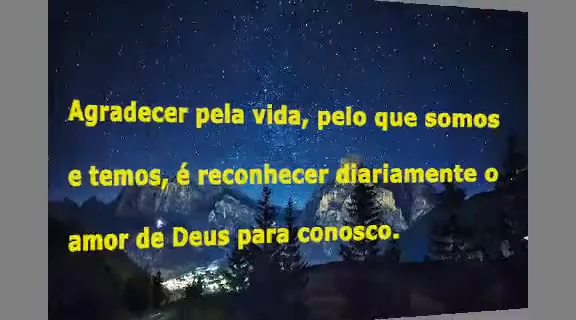 Agradecer pela vida, pelo que somos
e temos, é reconhecer diariamente o
amor de Deus para conosco.